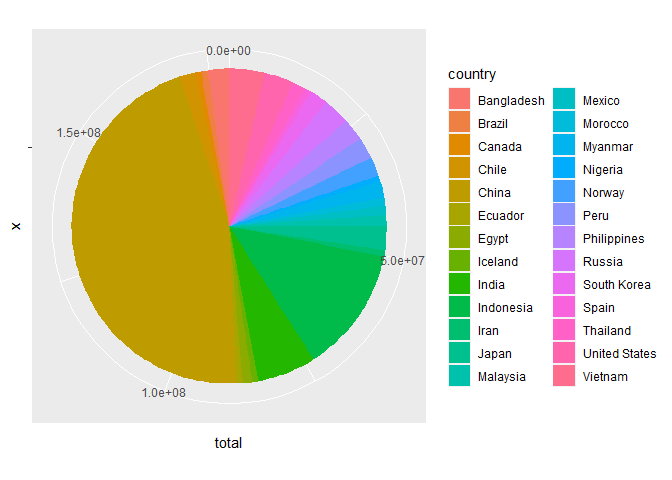 0.0e+00
1.5e+08
5.0e+07
1.0e+08
x
total
country
Bangladesh
Brazil
Canada
Chile
China
Ecuador
Egypt
Iceland
India
Indonesia
Iran
Japan
Malaysia
Mexico
Morocco
Myanmar
Nigeria
Norway
Peru
Philippines
Russia
South Korea
Spain
Thailand
United States
Vietnam